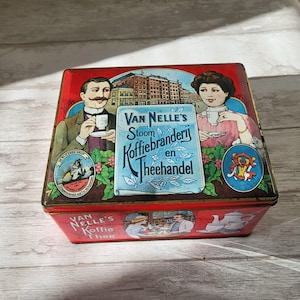 VAN NELLE'S
Stoom
Koffiebranderij
en
Theehandel
VAN
NELLE'S
Koffie
Thee